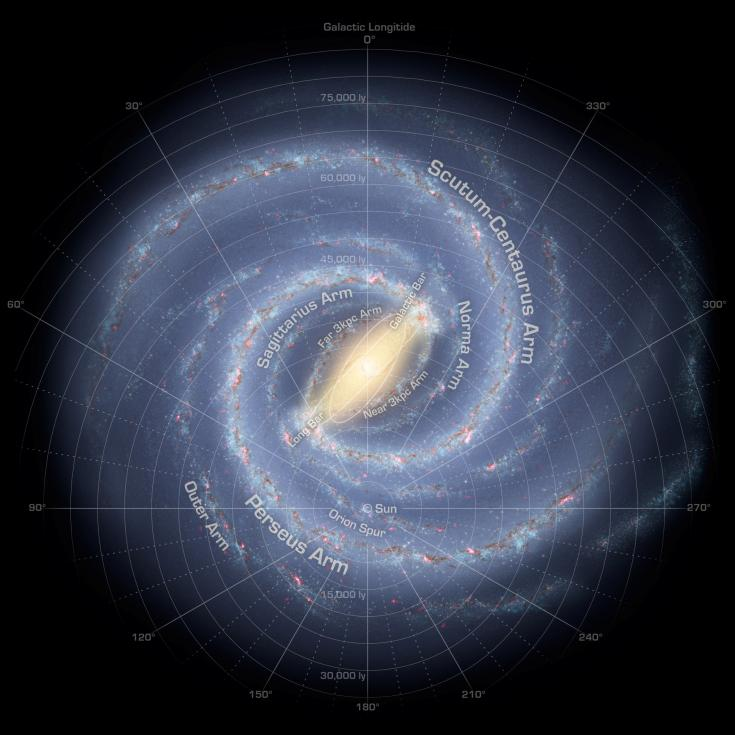 Galactic Longitide
0°
30°
330°
75,000 ly
60,000 ly
Scutum-Centaurus Arm
45,000 ly
60°
300°
Sagittarius Arm
Far 3kpc Arm
Galactic Bar
Norma Arm
Near 3kpc Arm
Long Bar
90°
Outer Arm
Perseus Arm
Orion Spur
Sun
270°
15,000 ly
120°
240°
30,000 ly
150°
210°
180°